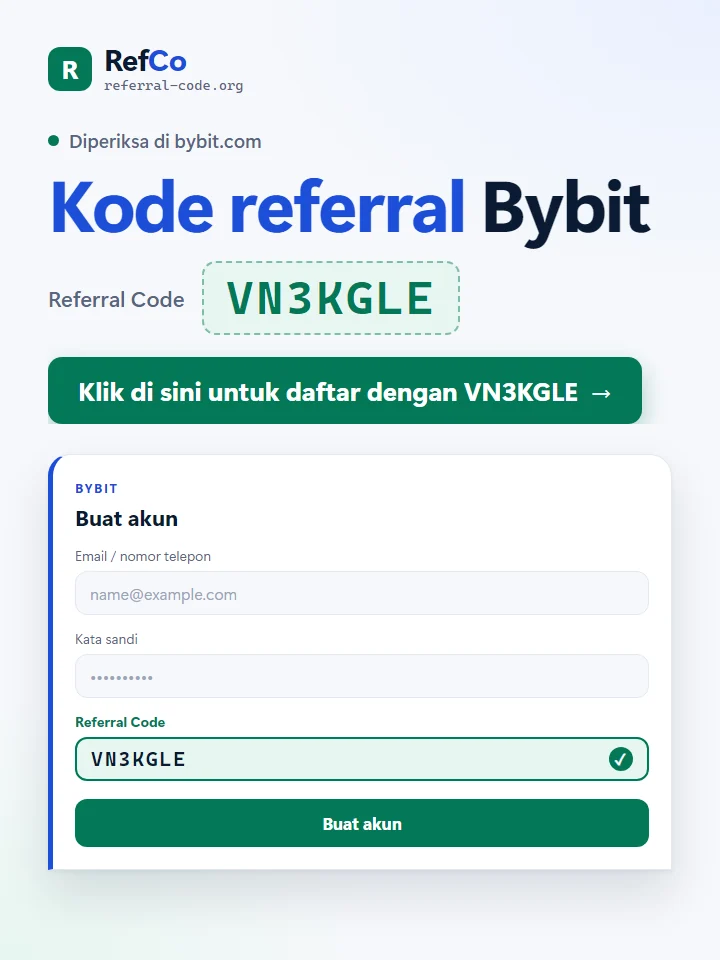 R
RefCo
referral-code.org
Diperiksa di bybit.com
Kode referral Bybit
Referral Code
VN3KGLE
Klik di sini untuk daftar dengan VN3KGLE →
BYBIT
Buat akun
Email / nomor telepon
name@example.com
Kata sandi
••••••••••
Referral Code
VN3KGLE
Buat akun